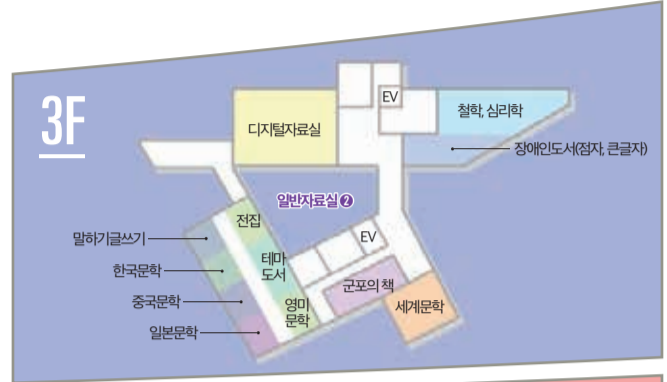 3F
디지털자료실
EV
철학, 심리학
장애인도서(점자, 큰글자)
일반자료실 ❷
전집
말하기글쓰기
EV
테마
도서
한국문학
군포의 책
중국문학
영미
문학
세계문학
일본문학